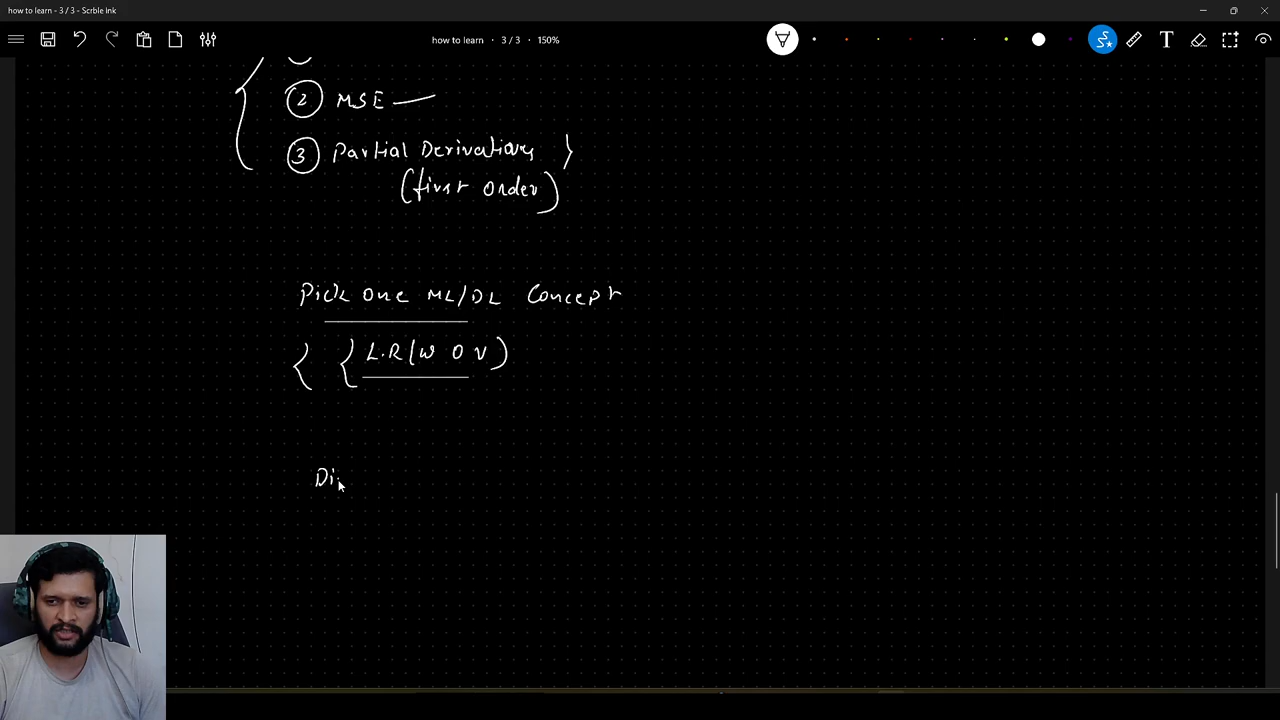 how to learn - 3 / 3 - Scrble Ink
how to learn • 3 / 3 • 150%
2 MSE —
3 Partial Derivatives
(first order)
Pick One ML/DL Concept
L.R (W O V)
Di